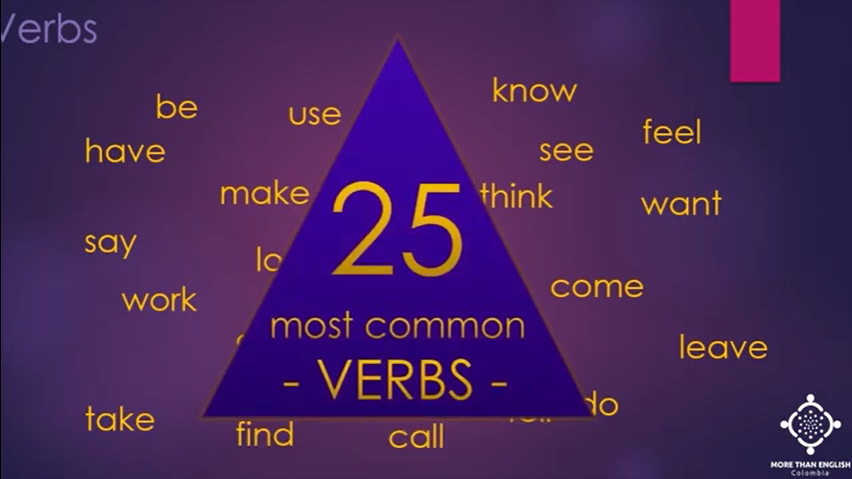 Verbs
be
use
know
have
see
feel
make
think
want
25
say
work
come
most common
leave
- VERBS -
take
find
call
do
MORE THAN ENGLISH
Colombia